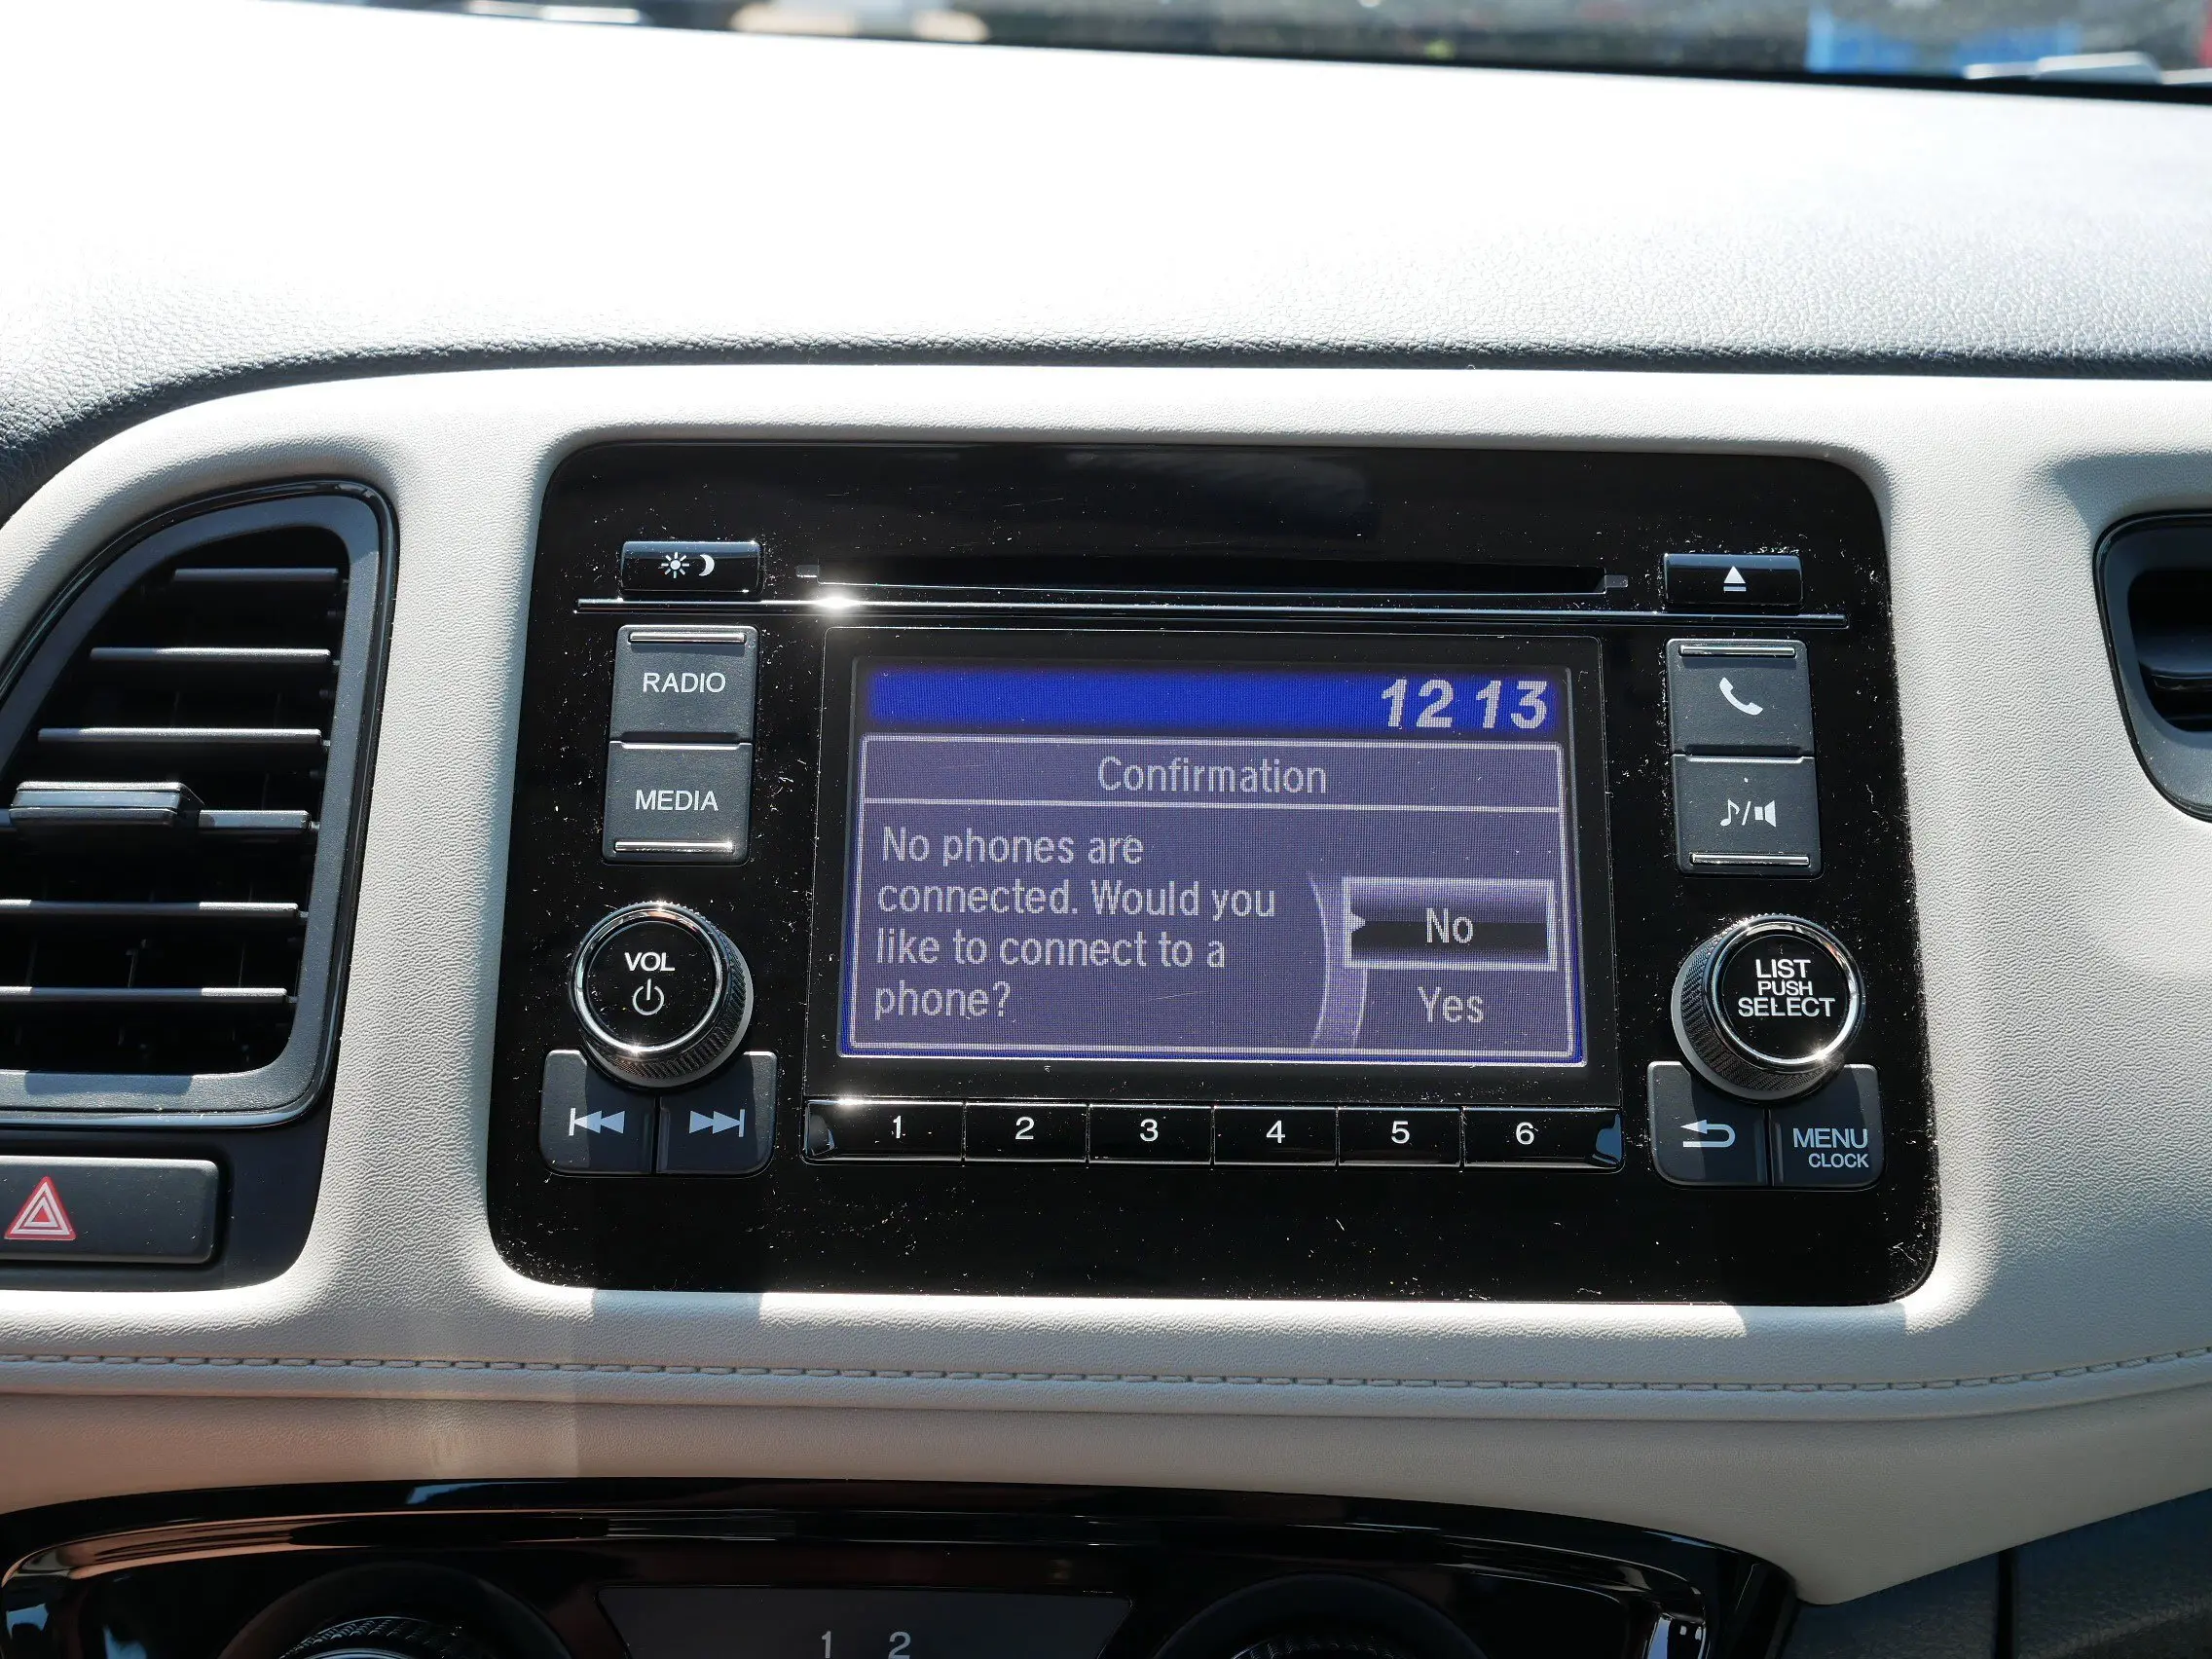 RADIO
MEDIA
VOL
12 13
Confirmation
No phones are
connected. Would you
like to connect to a
phone?
No
Yes
LIST
PUSH
SELECT
1 2 3 4 5 6
MENU
CLOCK
1 2